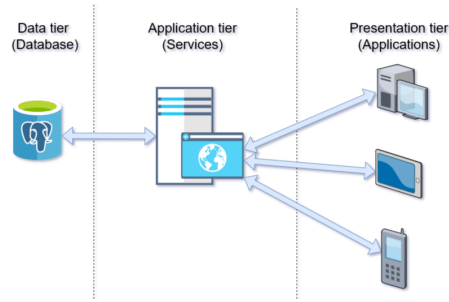 Data tier
(Database)
Application tier
(Services)
Presentation tier
(Applications)